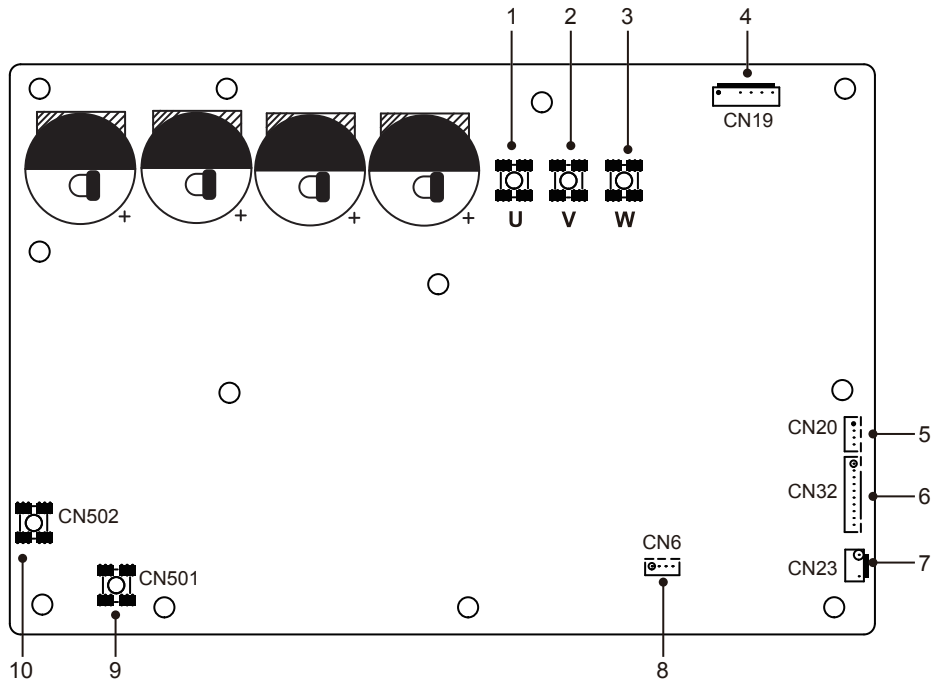 1 2 3 4
CN19
+ + + +
U V W
CN20 5
CN32 6
CN502
CN6
CN23 7
CN501
10 9 8